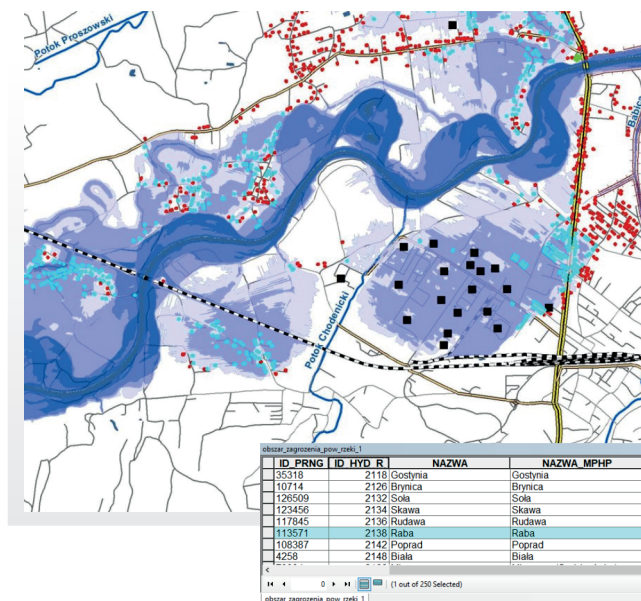 Potok Proszowski
Potok Chodenicki
obszar_zagrozenia_pow_rzeki_1
ID_PRNG ID_HYD_R NAZWA NAZWA_MPHP
35318 2118 Gostynia Gostynia
10714 2126 Brynica Brynica
126509 2132 Soła Soła
123456 2134 Skawa Skawa
117845 2136 Rudawa Rudawa
113571 2138 Raba Raba
108387 2142 Poprad Poprad
4258 2148 Biała Biała
0 (1 out of 250 Selected)
obszar_zagrozenia_pow_rzeki_1